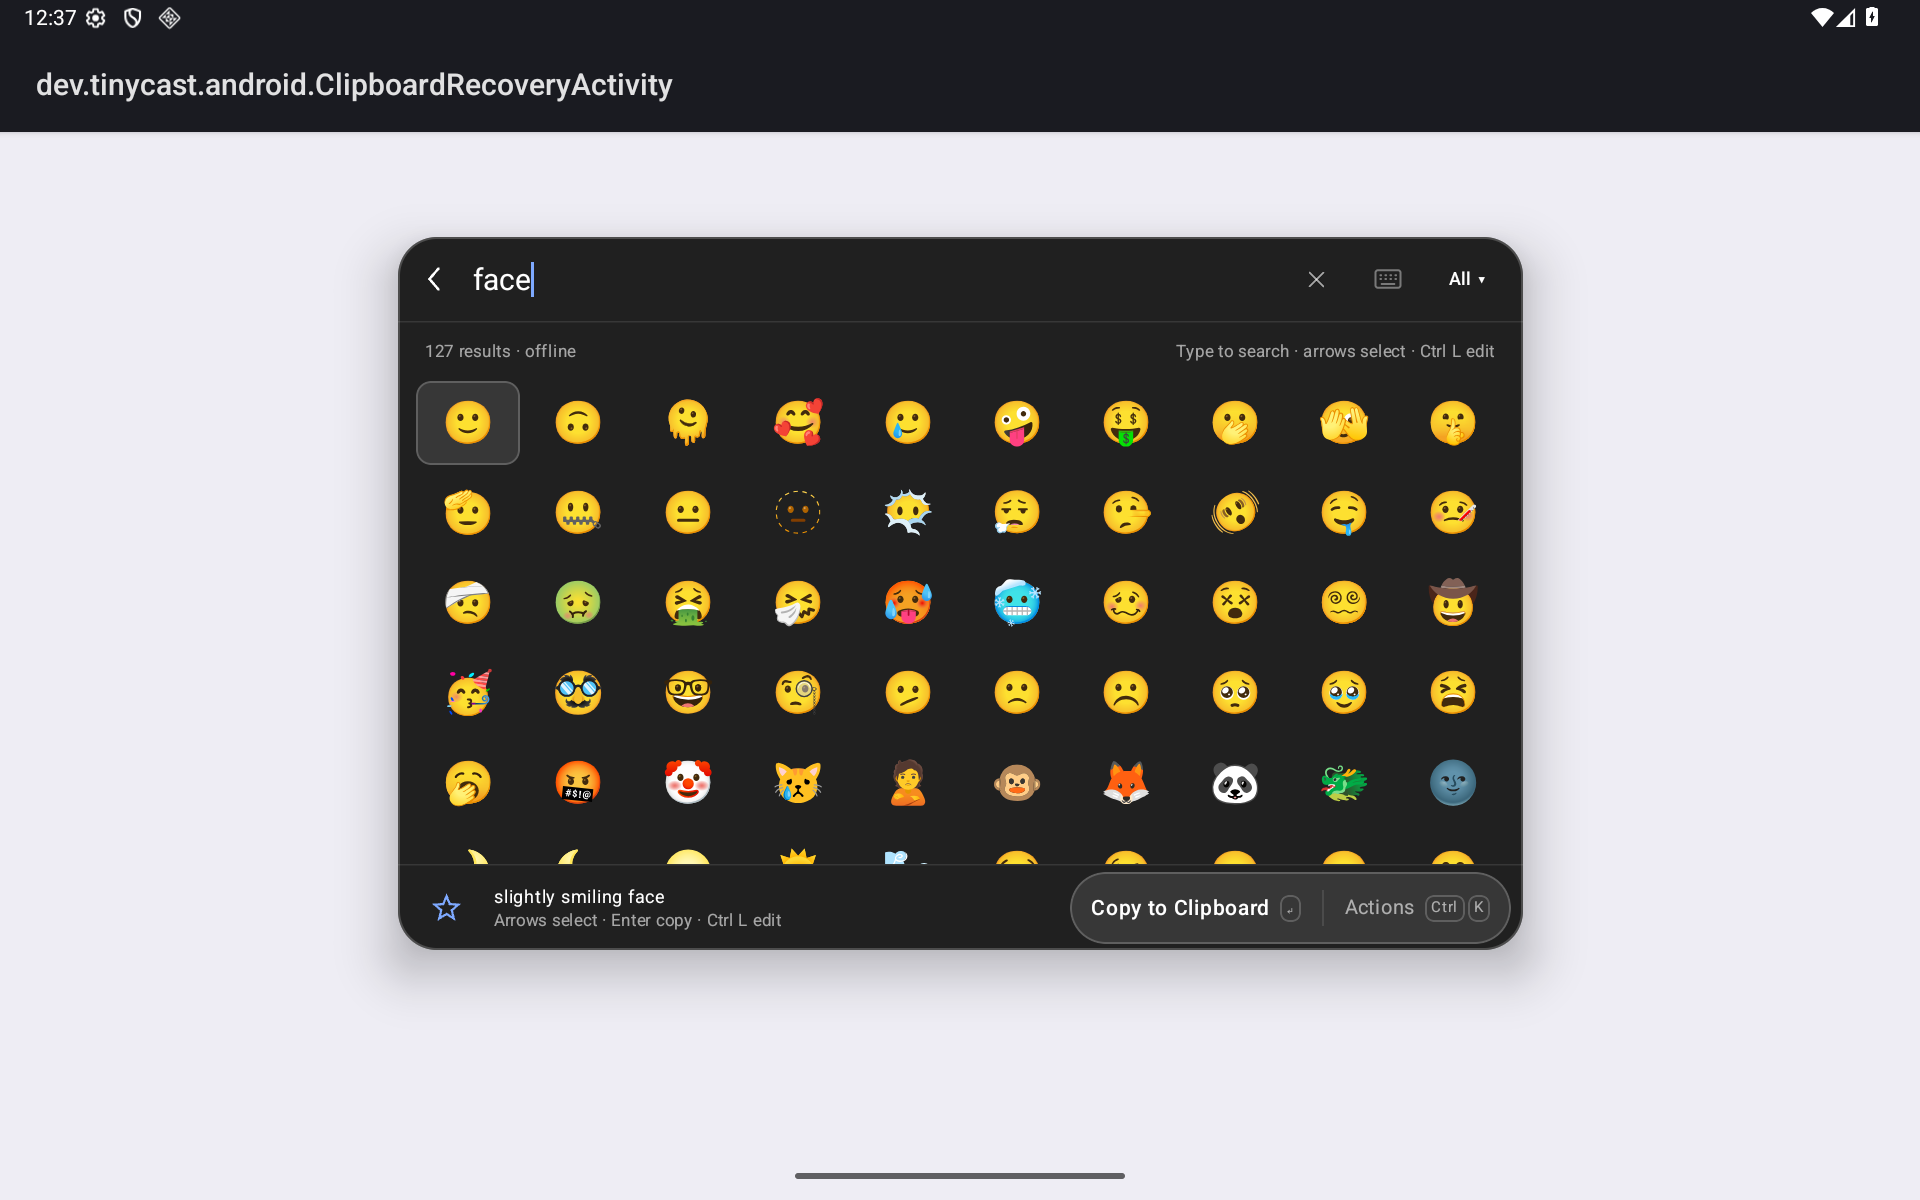 12:37
dev.tinycast.android.ClipboardRecoveryActivity
face
All ▾
127 results · offline
Type to search · arrows select · Ctrl L edit
slightly smiling face
Arrows select · Enter copy · Ctrl L edit
Copy to Clipboard ↵
Actions Ctrl K